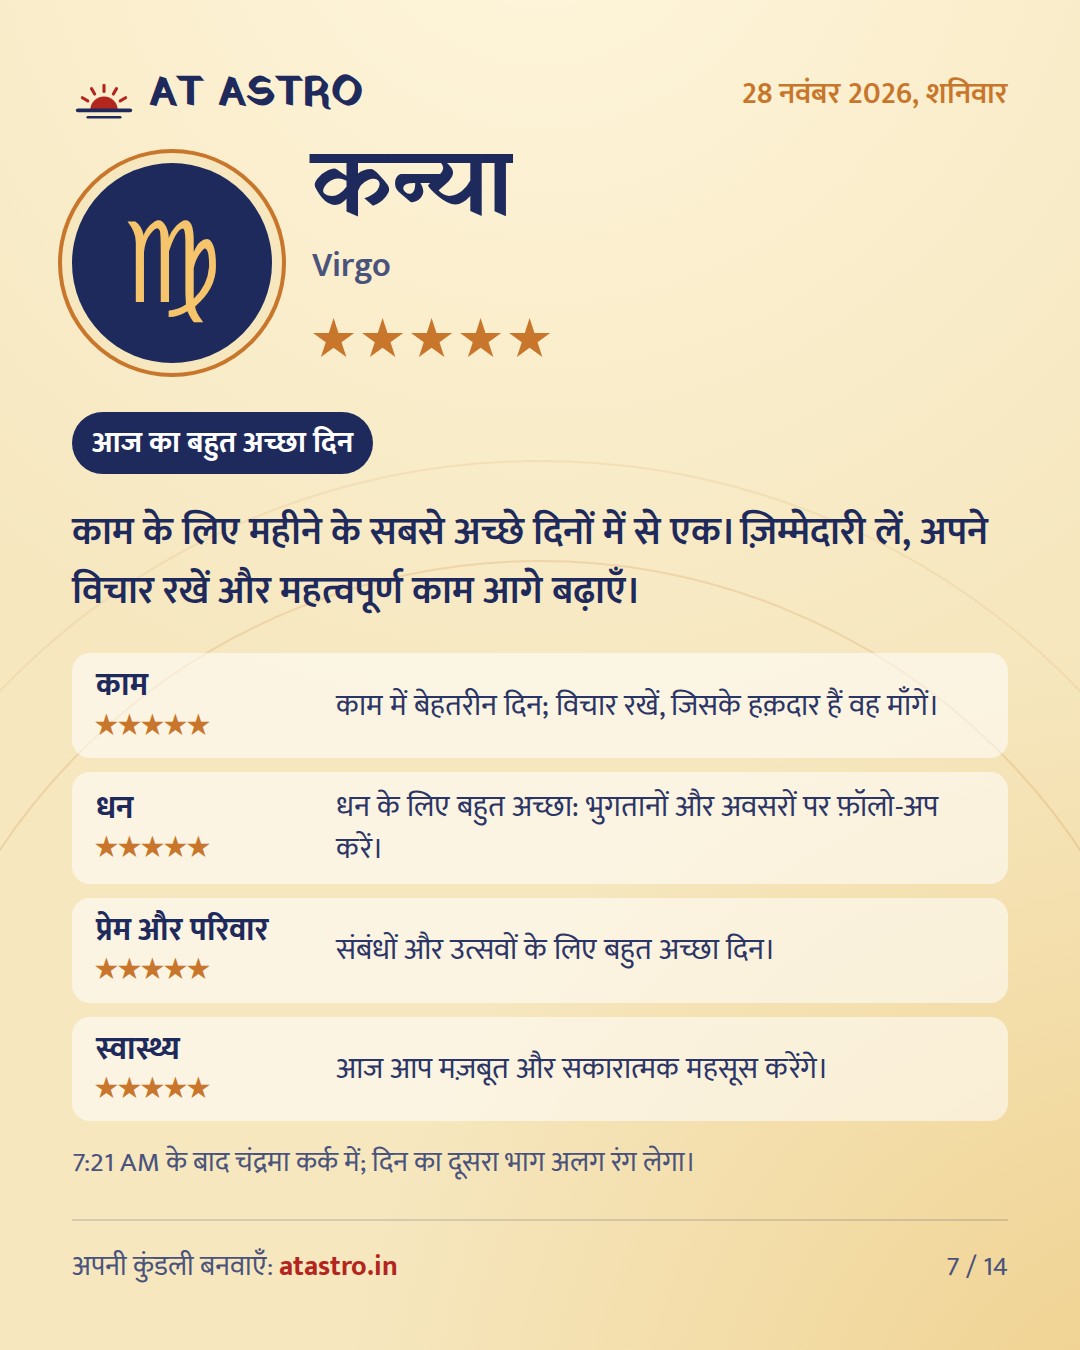 AT ASTRO
28 नवंबर 2026, शनिवार
कन्या
Virgo
★★★★★
आज का बहुत अच्छा दिन
काम के लिए महीने के सबसे अच्छे दिनों में से एक। ज़िम्मेदारी लें, अपने
विचार रखें और महत्वपूर्ण काम आगे बढ़ाएँ।
काम
★★★★★
काम में बेहतरीन दिन; विचार रखें, जिसके हक़दार हैं वह माँगें।
धन
★★★★★
धन के लिए बहुत अच्छा: भुगतानों और अवसरों पर फ़ॉलो-अप
करें।
प्रेम और परिवार
★★★★★
संबंधों और उत्सवों के लिए बहुत अच्छा दिन।
स्वास्थ्य
★★★★★
आज आप मज़बूत और सकारात्मक महसूस करेंगे।
7:21 AM के बाद चंद्रमा कर्क में; दिन का दूसरा भाग अलग रंग लेगा।
अपनी कुंडली बनवाएँ: atastro.in
7 / 14